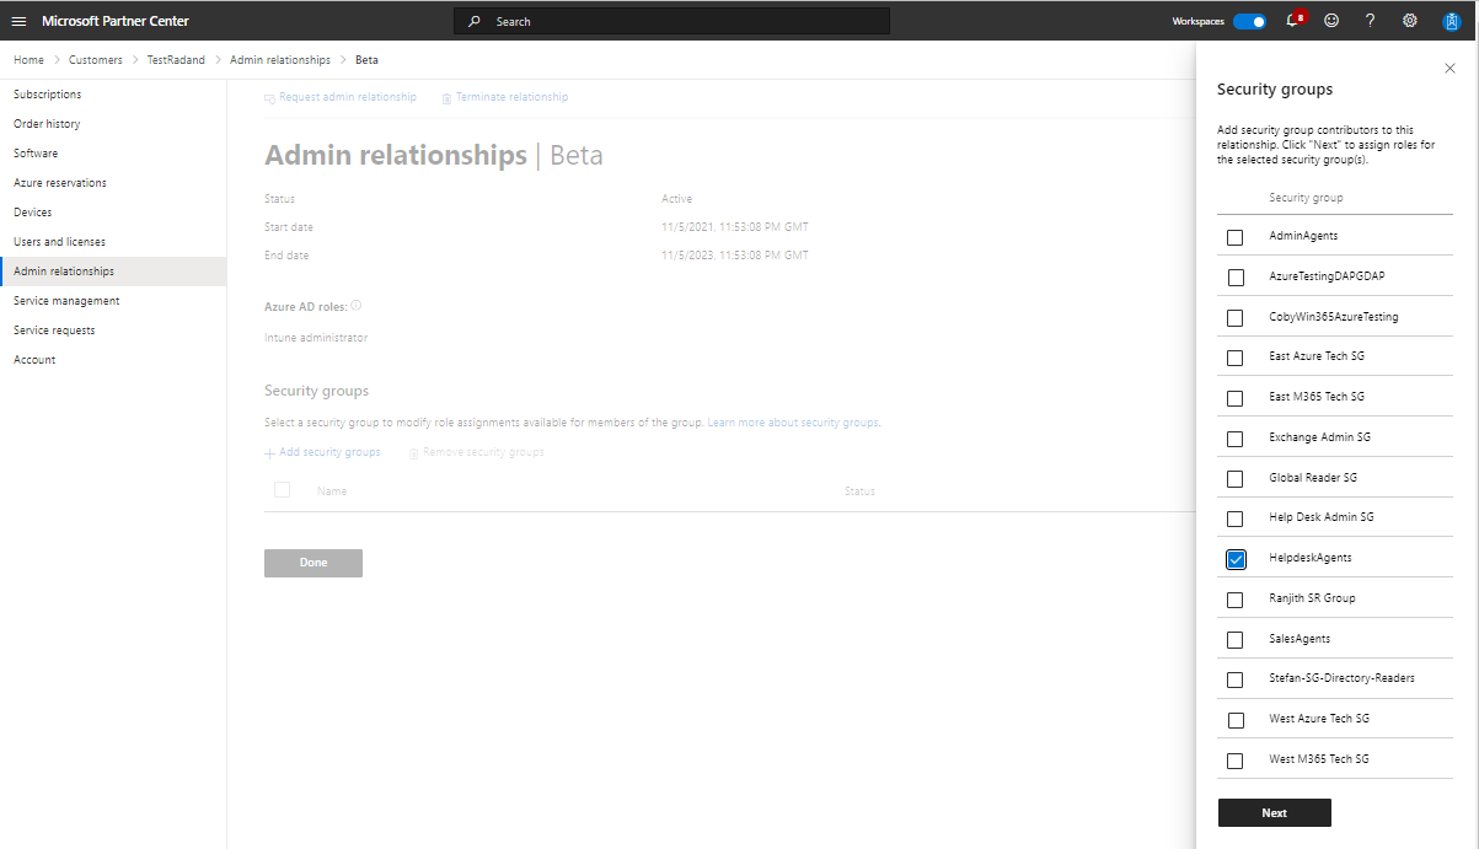 Microsoft Partner Center
Search
Workspaces
8
Home > Customers > TestRadand > Admin relationships > Beta
Subscriptions
Order history
Software
Azure reservations
Devices
Users and licenses
Admin relationships
Service management
Service requests
Account
Request admin relationship
Terminate relationship
Admin relationships | Beta
Status Active
Start date 11/5/2021, 11:53:08 PM GMT
End date 11/5/2023, 11:53:08 PM GMT
Azure AD roles:
Intune administrator
Security groups
Select a security group to modify role assignments available for members of the group. Learn more about security groups.
+ Add security groups
Remove security groups
Name Status
Done
Security groups
Add security group contributors to this
relationship. Click "Next" to assign roles for
the selected security group(s).
Security group
AdminAgents
AzureTestingDAPGDAP
CobyWin365AzureTesting
East Azure Tech SG
East M365 Tech SG
Exchange Admin SG
Global Reader SG
Help Desk Admin SG
HelpdeskAgents
Ranjith SR Group
SalesAgents
Stefan-SG-Directory-Readers
West Azure Tech SG
West M365 Tech SG
Next